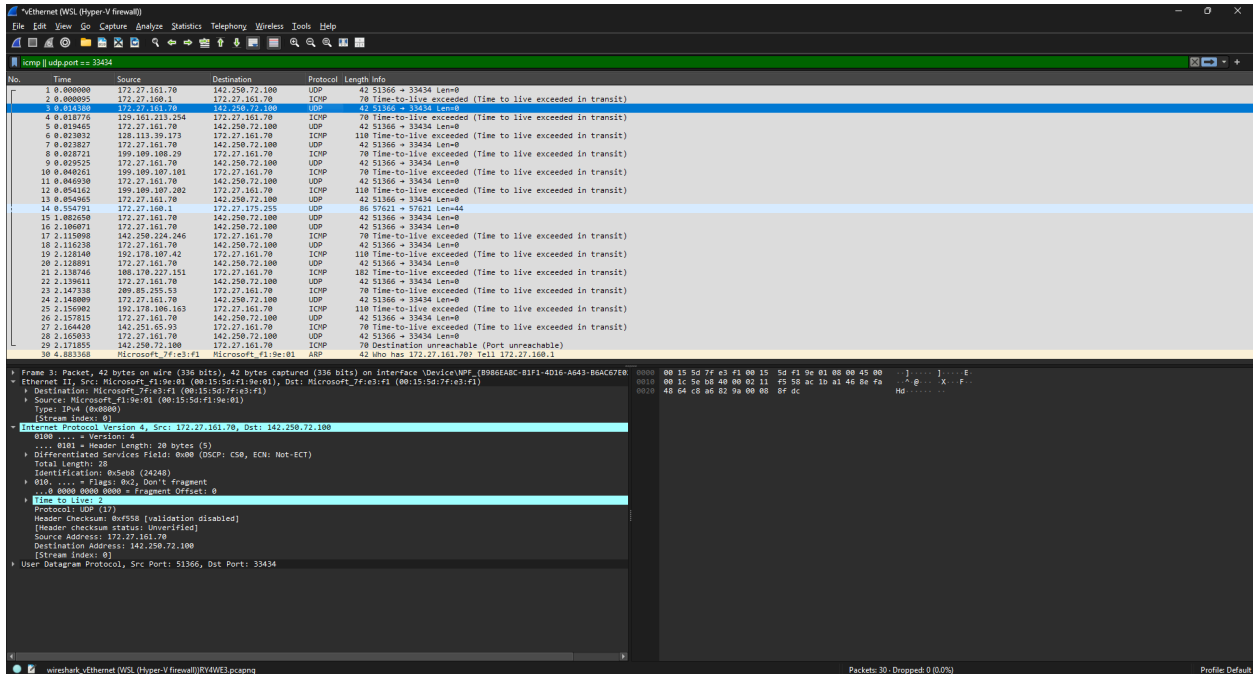 *vEthernet (WSL (Hyper-V firewall))
File Edit View Go Capture Analyze Statistics Telephony Wireless Tools Help
icmp || udp.port == 33434
No. Time Source Destination Protocol Length Info
1 0.000000 172.27.161.70 142.250.72.100 UDP 42 51366 → 33434 Len=0
2 0.000095 172.27.160.1 172.27.161.70 ICMP 70 Time-to-live exceeded (Time to live exceeded in transit)
3 0.014380 172.27.161.70 142.250.72.100 UDP 42 51366 → 33434 Len=0
4 0.018776 129.161.213.254 172.27.161.70 ICMP 70 Time-to-live exceeded (Time to live exceeded in transit)
5 0.019465 172.27.161.70 142.250.72.100 UDP 42 51366 → 33434 Len=0
6 0.023032 128.113.39.173 172.27.161.70 ICMP 110 Time-to-live exceeded (Time to live exceeded in transit)
7 0.023827 172.27.161.70 142.250.72.100 UDP 42 51366 → 33434 Len=0
8 0.028721 199.109.108.29 172.27.161.70 ICMP 70 Time-to-live exceeded (Time to live exceeded in transit)
9 0.029525 172.27.161.70 142.250.72.100 UDP 42 51366 → 33434 Len=0
10 0.040261 199.109.107.101 172.27.161.70 ICMP 70 Time-to-live exceeded (Time to live exceeded in transit)
11 0.046930 172.27.161.70 142.250.72.100 UDP 42 51366 → 33434 Len=0
12 0.054162 199.109.107.202 172.27.161.70 ICMP 110 Time-to-live exceeded (Time to live exceeded in transit)
13 0.054965 172.27.161.70 142.250.72.100 UDP 42 51366 → 33434 Len=0
14 0.554791 172.27.160.1 172.27.175.255 UDP 86 57621 → 57621 Len=44
15 1.082650 172.27.161.70 142.250.72.100 UDP 42 51366 → 33434 Len=0
16 2.106071 172.27.161.70 142.250.72.100 UDP 42 51366 → 33434 Len=0
17 2.115098 142.250.224.246 172.27.161.70 ICMP 70 Time-to-live exceeded (Time to live exceeded in transit)
18 2.116238 172.27.161.70 142.250.72.100 UDP 42 51366 → 33434 Len=0
19 2.128140 192.178.107.42 172.27.161.70 ICMP 110 Time-to-live exceeded (Time to live exceeded in transit)
20 2.128891 172.27.161.70 142.250.72.100 UDP 42 51366 → 33434 Len=0
21 2.138746 108.170.227.151 172.27.161.70 ICMP 182 Time-to-live exceeded (Time to live exceeded in transit)
22 2.139611 172.27.161.70 142.250.72.100 UDP 42 51366 → 33434 Len=0
23 2.147338 209.85.255.53 172.27.161.70 ICMP 70 Time-to-live exceeded (Time to live exceeded in transit)
24 2.148009 172.27.161.70 142.250.72.100 UDP 42 51366 → 33434 Len=0
25 2.156902 192.178.106.163 172.27.161.70 ICMP 110 Time-to-live exceeded (Time to live exceeded in transit)
26 2.157815 172.27.161.70 142.250.72.100 UDP 42 51366 → 33434 Len=0
27 2.164420 142.251.65.93 172.27.161.70 ICMP 70 Time-to-live exceeded (Time to live exceeded in transit)
28 2.165033 172.27.161.70 142.250.72.100 UDP 42 51366 → 33434 Len=0
29 2.171855 142.250.72.100 172.27.161.70 ICMP 70 Destination unreachable (Port unreachable)
30 4.883368 Microsoft_7f:e3:f1 Microsoft_f1:9e:01 ARP 42 Who has 172.27.161.70? Tell 172.27.160.1
Frame 3: Packet, 42 bytes on wire (336 bits), 42 bytes captured (336 bits) on interface \Device\NPF_{B986EA8C-B1F1-4D16-A643-B6AC67E0
Ethernet II, Src: Microsoft_f1:9e:01 (00:15:5d:f1:9e:01), Dst: Microsoft_7f:e3:f1 (00:15:5d:7f:e3:f1)
Destination: Microsoft_7f:e3:f1 (00:15:5d:7f:e3:f1)
Source: Microsoft_f1:9e:01 (00:15:5d:f1:9e:01)
Type: IPv4 (0x0800)
[Stream index: 0]
Internet Protocol Version 4, Src: 172.27.161.70, Dst: 142.250.72.100
0100 .... = Version: 4
.... 0101 = Header Length: 20 bytes (5)
Differentiated Services Field: 0x00 (DSCP: CS0, ECN: Not-ECT)
Total Length: 28
Identification: 0x5eb8 (24248)
010. .... = Flags: 0x2, Don't fragment
...0 0000 0000 0000 = Fragment Offset: 0
Time to Live: 2
Protocol: UDP (17)
Header Checksum: 0xf558 [validation disabled]
[Header checksum status: Unverified]
Source Address: 172.27.161.70
Destination Address: 142.250.72.100
[Stream index: 0]
User Datagram Protocol, Src Port: 51366, Dst Port: 33434
0000 00 15 5d 7f e3 f1 00 15 5d f1 9e 01 08 00 45 00 ··]····· ]·····E·
0010 00 1c 5e b8 40 00 02 11 f5 58 ac 1b a1 46 8e fa ··^·@··· ·X···F··
0020 48 64 c8 a6 82 9a 00 08 8f dc Hd······ ··
wireshark_vEthernet (WSL (Hyper-V firewall))RY4WE3.pcapng
Packets: 30 · Dropped: 0 (0.0%)
Profile: Default